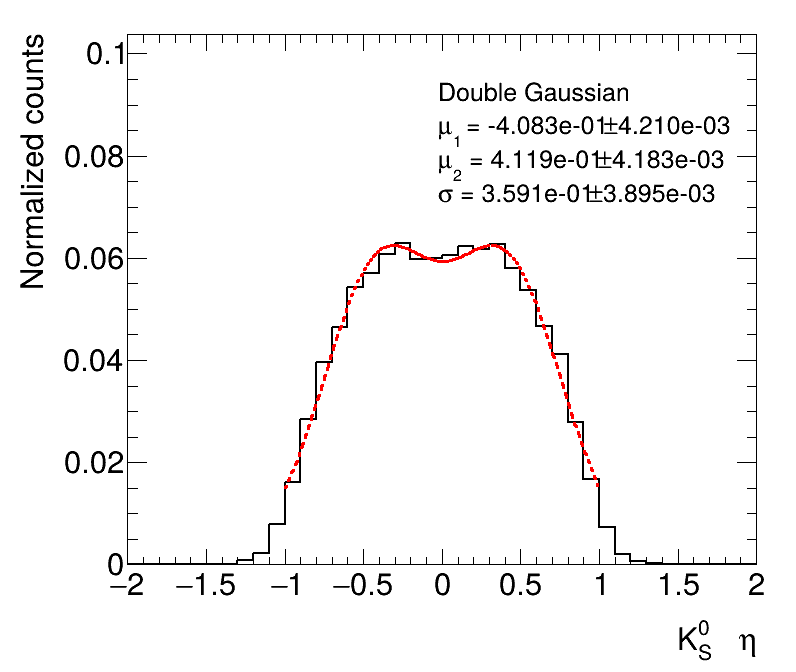 Normalized counts
0.1
0.08
0.06
0.04
0.02
0
Double Gaussian
μ1 = -4.083e-01±4.210e-03
μ2 = 4.119e-01±4.183e-03
σ = 3.591e-01±3.895e-03
−2 −1.5 −1 −0.5 0 0.5 1 1.5 2
K0S η